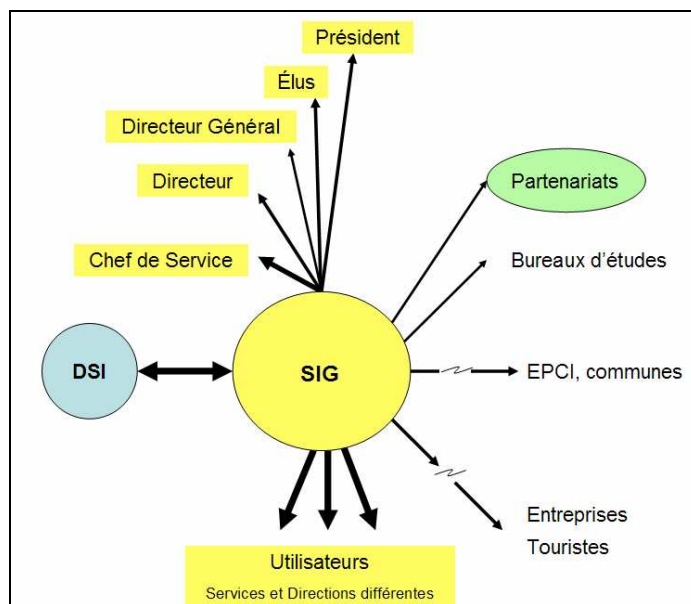 Président
Élus
Directeur Général
Directeur
Partenariats
Chef de Service
Bureaux d'études
DSI
SIG
EPCI, communes
Entreprises
Touristes
Utilisateurs
Services et Directions différentes